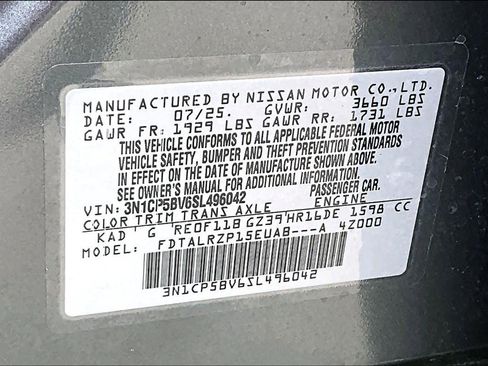 MANUFACTURED BY NISSAN MOTOR CO., LTD.
DATE: 07/25. GVWR: 3660 LBS
GAWR FR: 1929 LBS GAWR RR: 1731 LBS
THIS VEHICLE CONFORMS TO ALL APPLICABLE FEDERAL MOTOR
VEHICLE SAFETY, BUMPER AND THEFT PREVENTION STANDARDS
IN EFFECT ON THE DATE OF MANUFACTURE SHOWN ABOVE.
SEE OWNER'S MANUAL FOR ADDITIONAL INFORMATION.
VIN: 3N1CP5BV6SL496042 PASSENGER CAR.
COLOR TRIM TRANS AXLE ENGINE
KAD G RE0F11B GZ39 HR16DE 1598 CC
MODEL: FDTALRZP15EUAB---A 4Z000
3N1CP5BV6SL496042